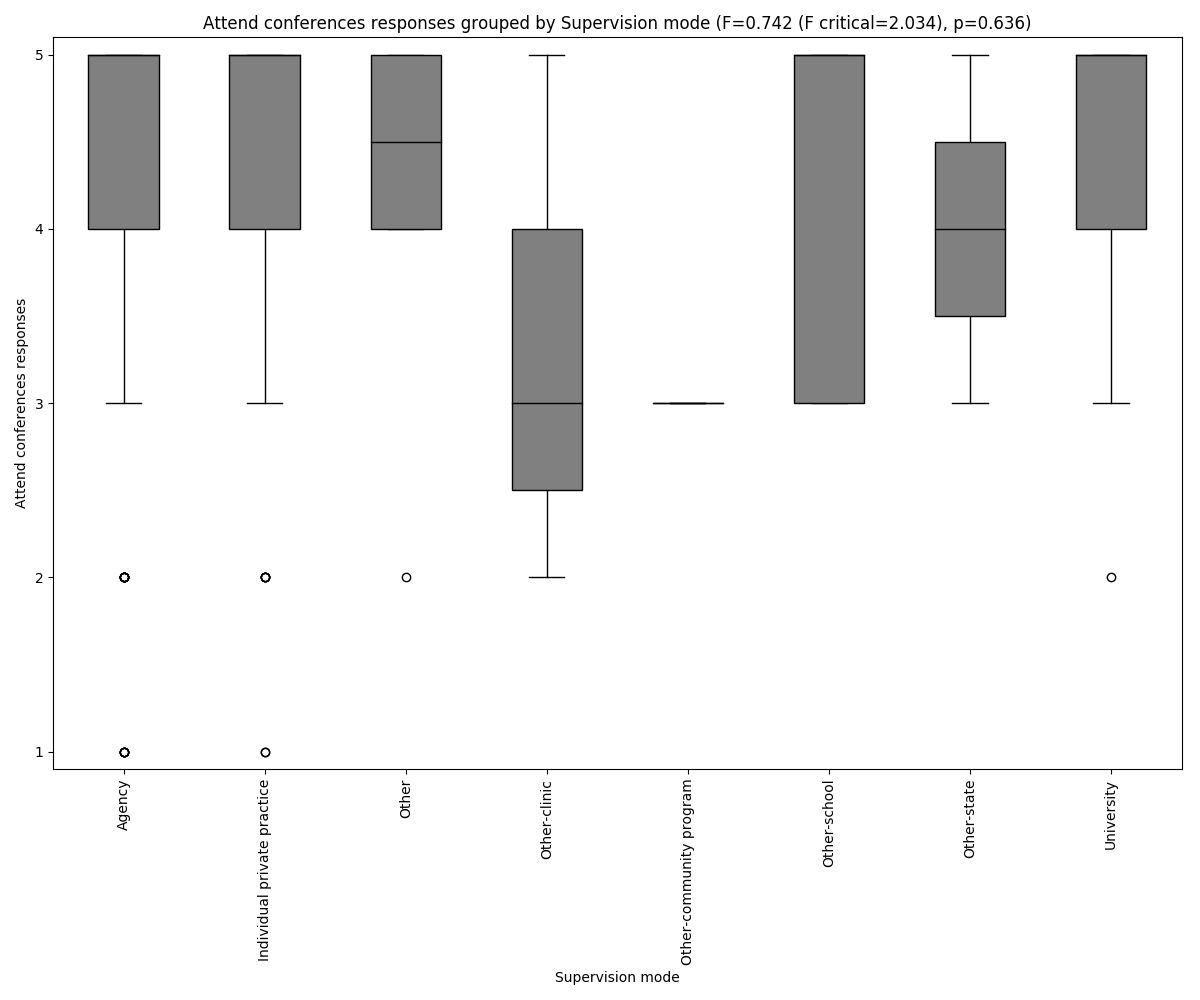 Attend conferences responses grouped by Supervision mode (F=0.742 (F critical=2.034), p=0.636)
Attend conferences responses
5
4
3
2
1
Agency
Individual private practice
Other
Other-clinic
Other-community program
Other-school
Other-state
University
Supervision mode